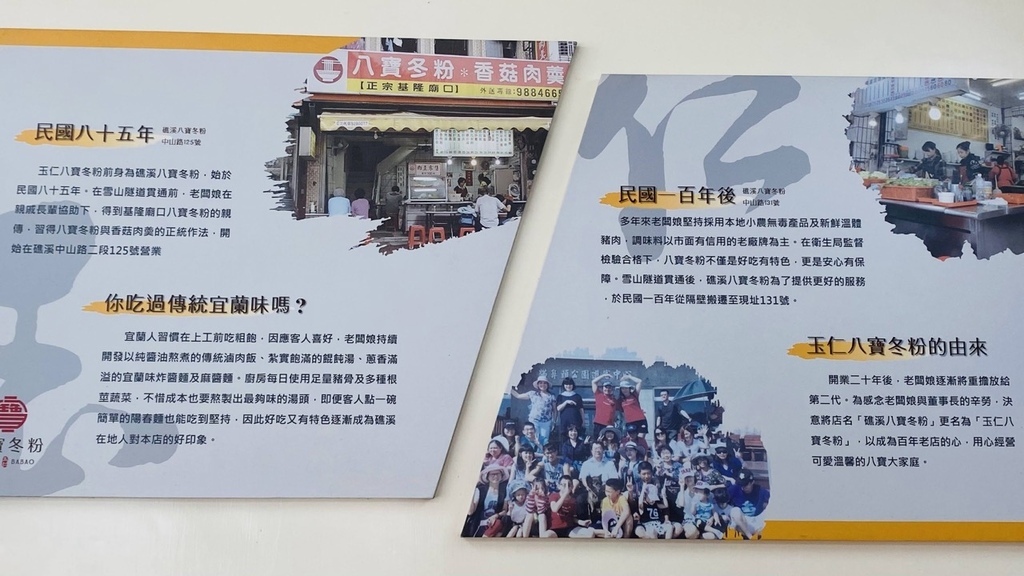 八寶冬粉*香菇肉羹
【正宗基隆廟口】
外送專線:988466
民國八十五年
礁溪八寶冬粉
中山路125號
玉仁八寶冬粉前身為礁溪八寶冬粉，始於
民國八十五年。在雪山隧道貫通前，老闆娘在
親戚長輩協助下，得到基隆廟口八寶冬粉的親
傳，習得八寶冬粉與香菇肉羹的正統作法，開
始在礁溪中山路二段125號營業
你吃過傳統宜蘭味嗎？
宜蘭人習慣在上工前吃粗飽，因應客人喜好，老闆娘持續
開發以純醬油熬煮的傳統滷肉飯、紮實飽滿的餛飩湯、蔥香滿
溢的宜蘭味炸醬麵及麻醬麵。廚房每日使用足量豬骨及多種根
莖蔬菜，不惜成本也要熬製出最夠味的湯頭，即便客人點一碗
簡單的陽春麵也能吃到堅持，因此好吃又有特色逐漸成為礁溪
在地人對本店的好印象。
寶冬粉
BABAO
仁
民國一百年後
礁溪八寶冬粉
中山路131號
多年來老闆娘堅持採用本地小農無毒產品及新鮮溫體
豬肉，調味料以市面有信用的老廠牌為主。在衛生局監督
檢驗合格下，八寶冬粉不僅是好吃有特色，更是安心有保
障。雪山隧道貫通後，礁溪八寶冬粉為了提供更好的服務
，於民國一百年從隔壁搬遷至現址131號。
玉仁八寶冬粉的由來
開業二十年後，老闆娘逐漸將重擔放給
第二代。為感念老闆娘與董事長的辛勞，決
意將店名「礁溪八寶冬粉」更名為「玉仁八
寶冬粉」，以成為百年老店的心，用心經營
可愛溫馨的八寶大家庭。
76